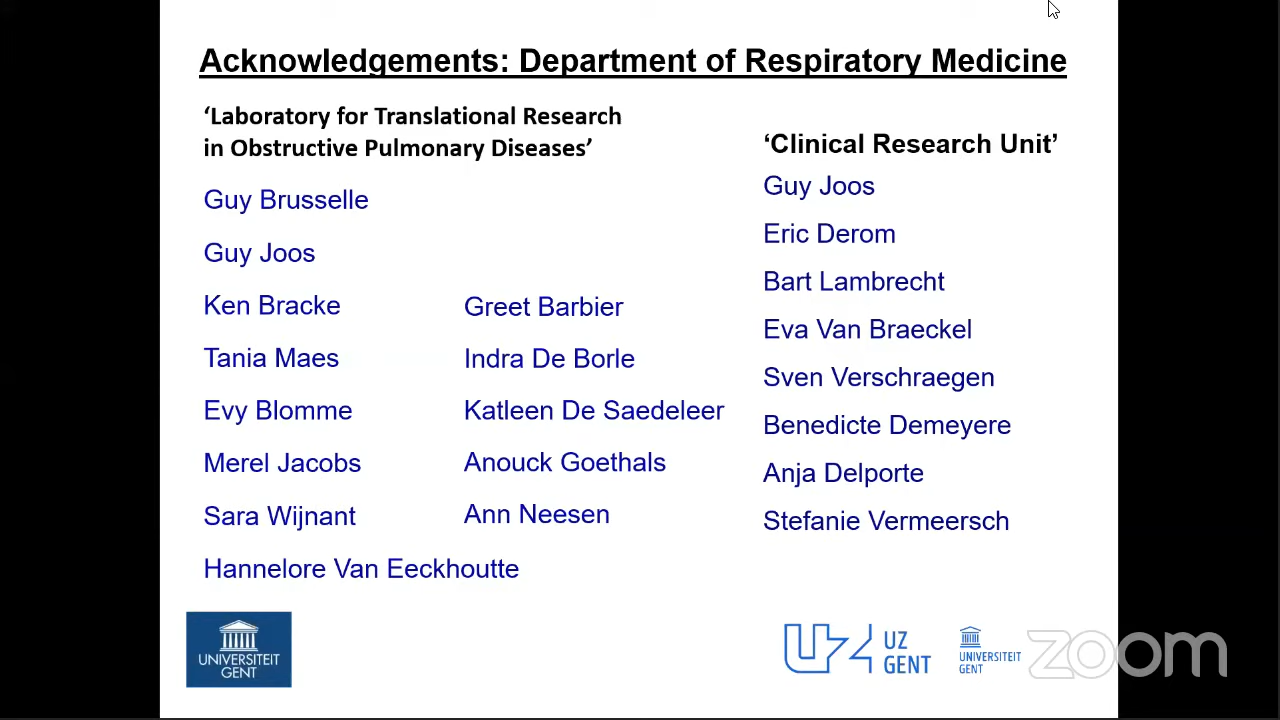 Acknowledgements: Department of Respiratory Medicine
‘Laboratory for Translational Research
in Obstructive Pulmonary Diseases’
Guy Brusselle
Guy Joos
Ken Bracke
Tania Maes
Evy Blomme
Merel Jacobs
Sara Wijnant
Hannelore Van Eeckhoutte
Greet Barbier
Indra De Borle
Katleen De Saedeleer
Anouck Goethals
Ann Neesen
‘Clinical Research Unit’
Guy Joos
Eric Derom
Bart Lambrecht
Eva Van Braeckel
Sven Verschraegen
Benedicte Demeyere
Anja Delporte
Stefanie Vermeersch
UNIVERSITEIT
GENT
UZ
GENT
UNIVERSITEIT
GENT
zoom